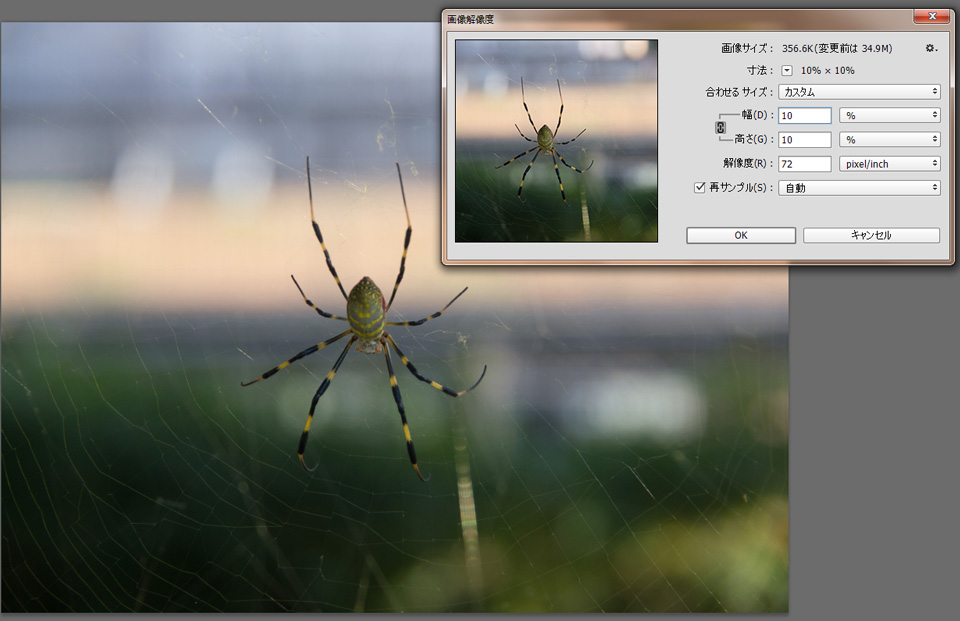 画像解像度
画像サイズ： 356.6K(変更前は 34.9M)
寸法： 10% × 10%
合わせる サイズ： カスタム
幅(D)： 10 %
高さ(G)： 10 %
解像度(R)： 72 pixel/inch
再サンプル(S)： 自動
OK キャンセル